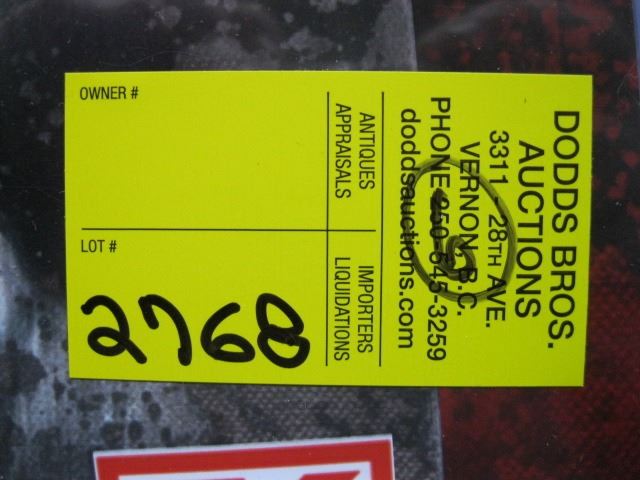 DODDS BROS.
AUCTIONS
3311 - 28TH AVE.
VERNON, B.C.
PHONE 250-545-3259
doddsauctions.com
ANTIQUES
APPRAISALS
IMPORTERS
LIQUIDATIONS
OWNER #
LOT #
2768